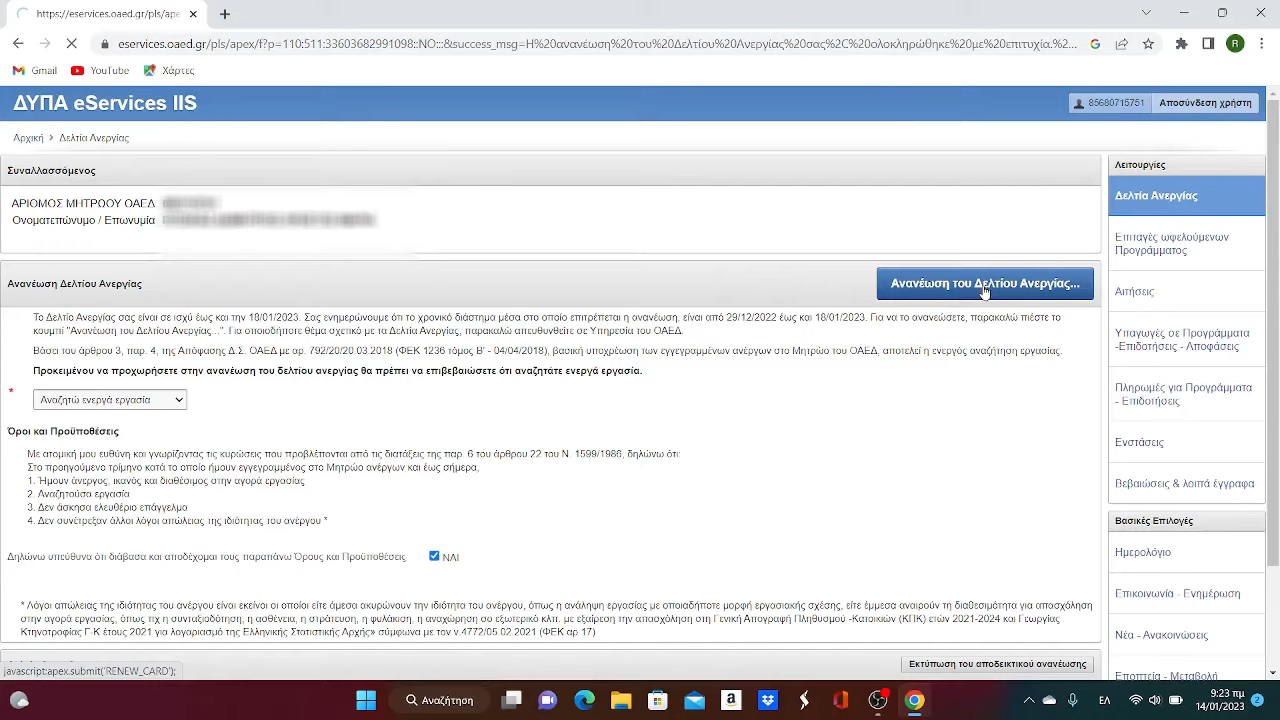 https://eservices.oaed.gr/pls/ape
eservices.oaed.gr/pls/apex/f?p=110:511:33603682991098::NO:::&success_msg=Η%20ανανέωση%20του%20Δελτίου%20Ανεργίας%20σας%2C%20ολοκληρώθηκε%20με%20επιτυχία.%2...
R
Gmail
YouTube
Χάρτες
ΔΥΠΑ eServices IIS
85680715751
Αποσύνδεση χρήστη
Αρχική > Δελτία Ανεργίας
Συναλλασσόμενος
ΑΡΙΘΜΟΣ ΜΗΤΡΩΟΥ ΟΑΕΔ
Ονοματεπώνυμο / Επωνυμία
Ανανέωση Δελτίου Ανεργίας
Ανανέωση του Δελτίου Ανεργίας...
Το Δελτίο Ανεργίας σας είναι σε ισχύ έως και την 18/01/2023. Σας ενημερώνουμε ότι το χρονικό διάστημα μέσα στο οποίο επιτρέπεται η ανανέωση, είναι από 29/12/2022 έως και 18/01/2023. Για να το ανανεώσετε, παρακαλώ πιέστε το
κουμπί "Ανανέωση του Δελτίου Ανεργίας...". Για οποιοδήποτε θέμα σχετικό με τα Δελτία Ανεργίας, παρακαλώ απευθυνθείτε σε Υπηρεσία του ΟΑΕΔ.
Βάσει του άρθρου 3, παρ. 4, της Απόφασης Δ.Σ. ΟΑΕΔ με αρ. 792/20/20.03.2018 (ΦΕΚ 1236 τόμος Β' - 04/04/2018), βασική υποχρέωση των εγγεγραμμένων ανέργων στο Μητρώο του ΟΑΕΔ, αποτελεί η ενεργός αναζήτηση εργασίας.
Προκειμένου να προχωρήσετε στην ανανέωση του δελτίου ανεργίας θα πρέπει να επιβεβαιώσετε ότι αναζητάτε ενεργά εργασία.
* Αναζητώ ενεργά εργασία
Όροι και Προϋποθέσεις
Με ατομική μου ευθύνη και γνωρίζοντας τις κυρώσεις που προβλέπονται από τις διατάξεις της παρ. 6 του άρθρου 22 του Ν. 1599/1986, δηλώνω ότι:
Στο προηγούμενο τρίμηνο κατά το οποίο ήμουν εγγεγραμμένος στο Μητρώο ανέργων και έως σήμερα,
1. Ήμουν άνεργος, ικανός και διαθέσιμος στην αγορά εργασίας
2. Αναζητούσα εργασία
3. Δεν άσκησα ελευθέριο επάγγελμα
4. Δεν συνέτρεξαν άλλοι λόγοι απώλειας της ιδιότητας του ανέργου *
Δηλώνω υπεύθυνα ότι διάβασα και αποδέχομαι τους παραπάνω Όρους και Προϋποθέσεις ΝΑΙ
* Λόγοι απώλειας της ιδιότητας του ανέργου είναι εκείνοι οι οποίοι είτε άμεσα ακυρώνουν την ιδιότητα του ανέργου, όπως η ανάληψη εργασίας με οποιαδήποτε μορφή εργασιακής σχέσης, είτε έμμεσα αναιρούν τη διαθεσιμότητα για απασχόληση
στην αγορά εργασίας, όπως πχ η συνταξιοδότηση, η ασθένεια, η στράτευση, η φυλάκιση, η αναχώρηση σε εξωτερικό κλπ. με εξαίρεση την απασχόληση στη Γενική Απογραφή Πληθυσμό -Κατοικιών (ΚΠΚ) ετών 2021-2024 και Γεωργίας
Κτηνοτροφίας Γ-Κ έτους 2021 για λογαριασμό της Ελληνικής Στατιστικής Αρχής» σύμφωνα με τον ν.4772/05.02.2021 (ΦΕΚ αρ 17)
Εκτύπωση του αποδεικτικού ανανέωσης
Λειτουργίες
Δελτία Ανεργίας
Επιταγές ωφελούμενων
Προγράμματος
Αιτήσεις
Υπαγωγές σε Προγράμματα
-Επιδοτήσεις - Αποφάσεις
Πληρωμές για Προγράμματα
- Επιδοτήσεις
Ενστάσεις
Βεβαιώσεις & λοιπά έγγραφα
Βασικές Επιλογές
Ημερολόγιο
Επικοινωνία - Ενημέρωση
Νέα - Ανακοινώσεις
Εποπτεία - Μεταβολή
javascript:apex.submit('RENEW_CARD');
Αναζήτηση
ΕΛ
9:23 πμ
14/01/2023
2